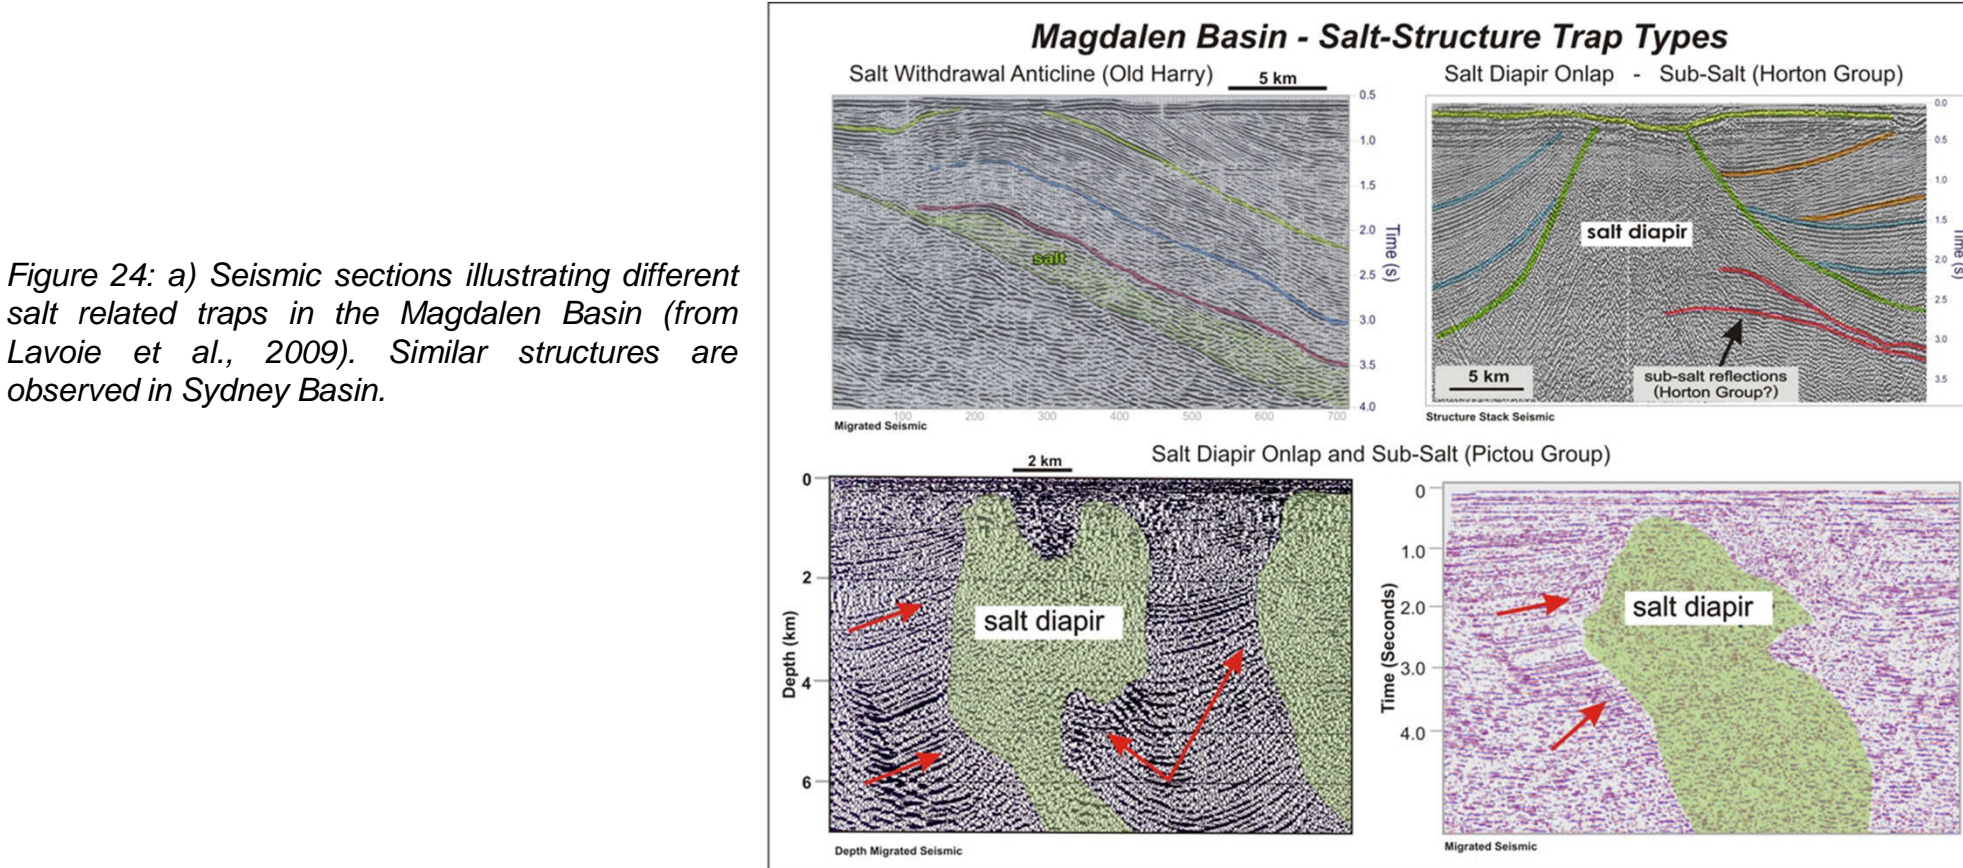 Figure 24: a) Seismic sections illustrating different
salt related traps in the Magdalen Basin (from
Lavoie et al., 2009). Similar structures are
observed in Sydney Basin.
Magdalen Basin - Salt-Structure Trap Types
Salt Withdrawal Anticline (Old Harry)
5 km
0.5
1.0
1.5
2.0
2.5
3.0
3.5
4.0
Time (s)
salt
100 200 300 400 500 600 700
Migrated Seismic
Salt Diapir Onlap - Sub-Salt (Horton Group)
0.0
0.5
1.0
1.5
2.0
2.5
3.0
3.5
Time (s)
salt diapir
5 km
sub-salt reflections
(Horton Group?)
Structure Stack Seismic
Salt Diapir Onlap and Sub-Salt (Pictou Group)
2 km
0
2
4
6
Depth (km)
salt diapir
Depth Migrated Seismic
0
1.0
2.0
3.0
4.0
Time (Seconds)
salt diapir
Migrated Seismic